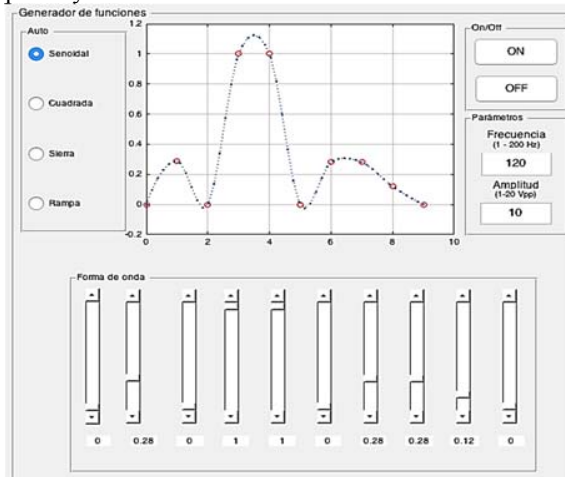 Generador de funciones
Auto
Senoidal
Cuadrada
Sierra
Rampa
1.2
1
0.8
0.6
0.4
0.2
0
-0.2
0 2 4 6 8 10
On/Off
ON
OFF
Parámetros
Frecuencia
(1 - 200 Hz)
120
Amplitud
(1-20 Vpp)
10
Forma de onda
0 0.28 0 1 1 0 0.28 0.28 0.12 0